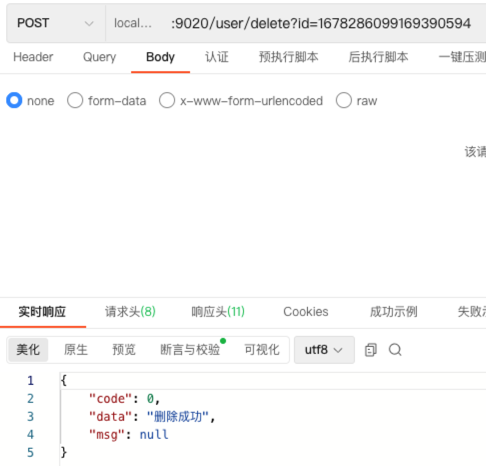 POST local... :9020/user/delete?id=1678286099169390594
Header Query Body 认证 预执行脚本 后执行脚本 一键压测
none form-data x-www-form-urlencoded raw
该请
实时响应 请求头(8) 响应头(11) Cookies 成功示例 失败示
美化 原生 预览 断言与校验 可视化 utf8
1 {
2 "code": 0,
3 "data": "删除成功",
4 "msg": null
5 }